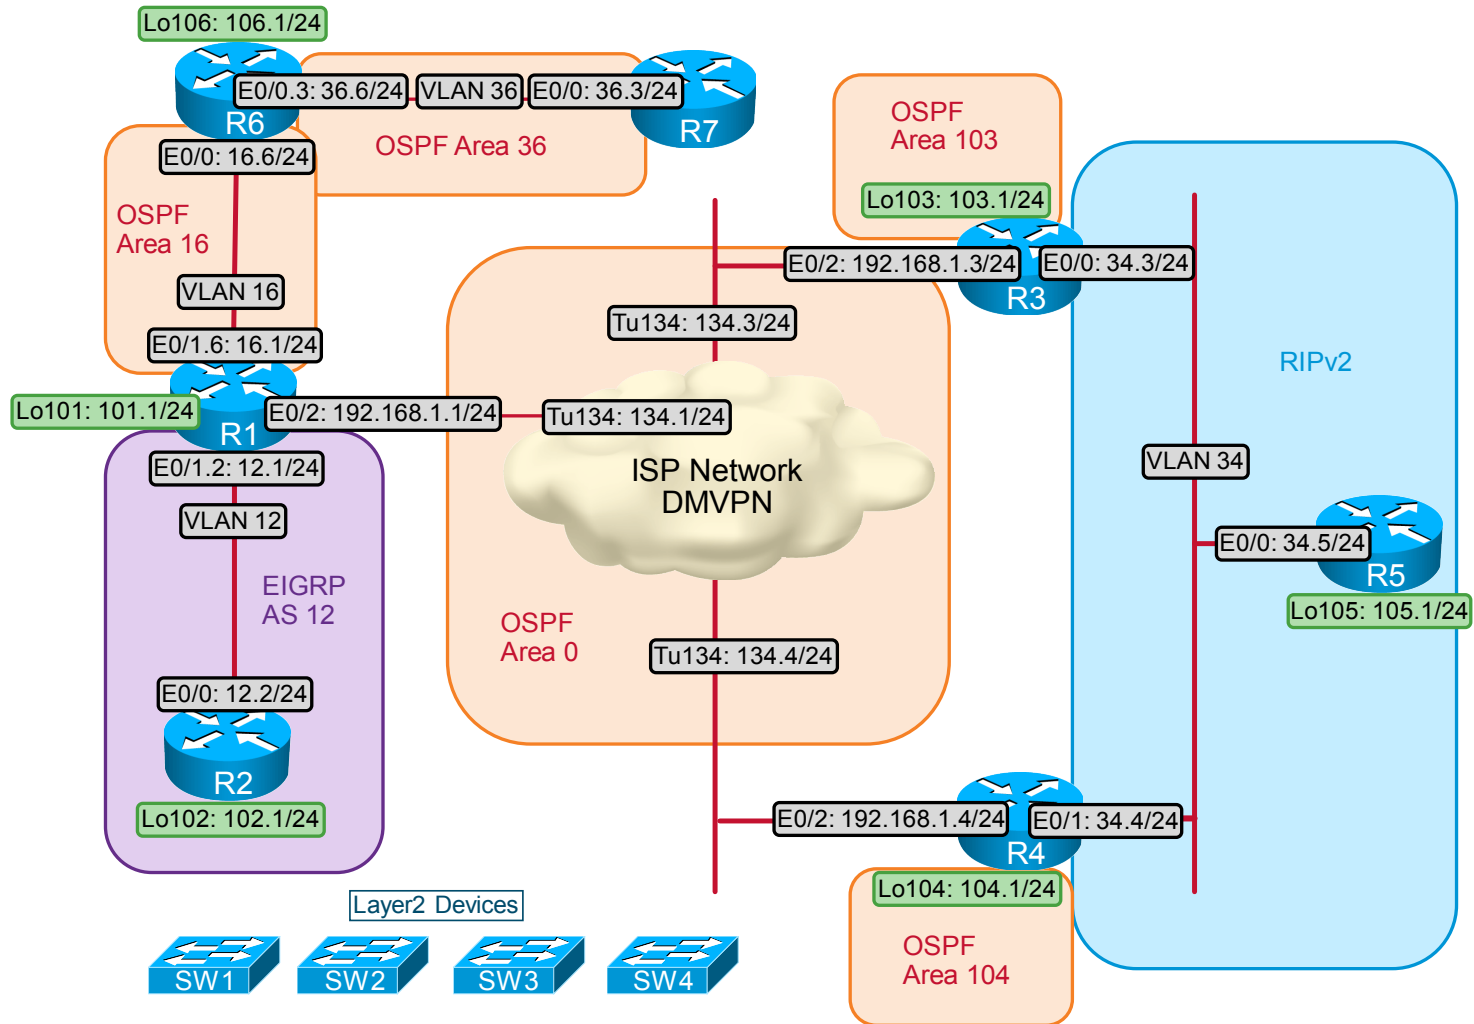 Lo106: 106.1/24
E0/0.3: 36.6/24
VLAN 36
E0/0: 36.3/24
R6
R7
OSPF Area 36
E0/0: 16.6/24
OSPF
Area 16
VLAN 16
E0/1.6: 16.1/24
Lo101: 101.1/24
R1
E0/2: 192.168.1.1/24
E0/1.2: 12.1/24
VLAN 12
EIGRP
AS 12
E0/0: 12.2/24
R2
Lo102: 102.1/24
Tu134: 134.3/24
Tu134: 134.1/24
ISP Network
DMVPN
OSPF
Area 0
Tu134: 134.4/24
OSPF
Area 103
Lo103: 103.1/24
E0/2: 192.168.1.3/24
E0/0: 34.3/24
R3
RIPv2
VLAN 34
E0/0: 34.5/24
R5
Lo105: 105.1/24
E0/2: 192.168.1.4/24
E0/1: 34.4/24
R4
Lo104: 104.1/24
OSPF
Area 104
Layer2 Devices
SW1
SW2
SW3
SW4